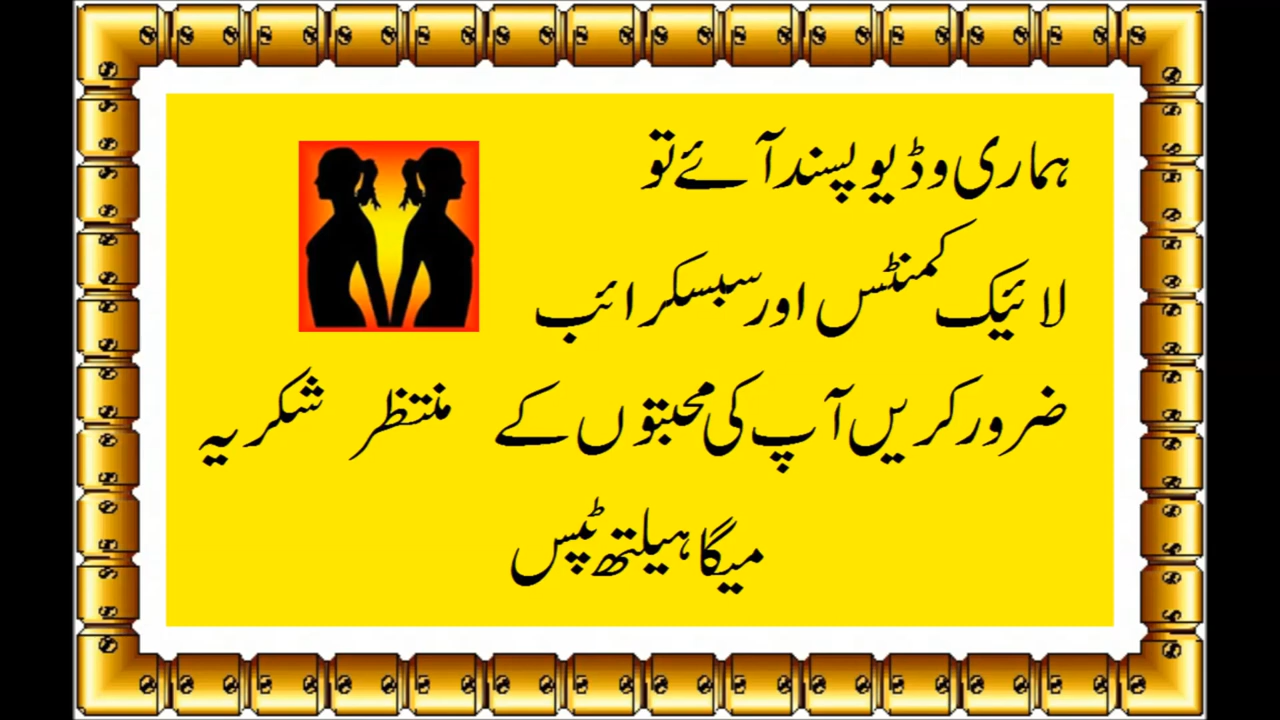 ہماری وڈیو پسند آئے تو
لائیک کمنٹس اور سبسکرائب
ضرور کریں آپ کی محبتوں کے منتظر شکریہ
میگا ہیلتھ ٹپس